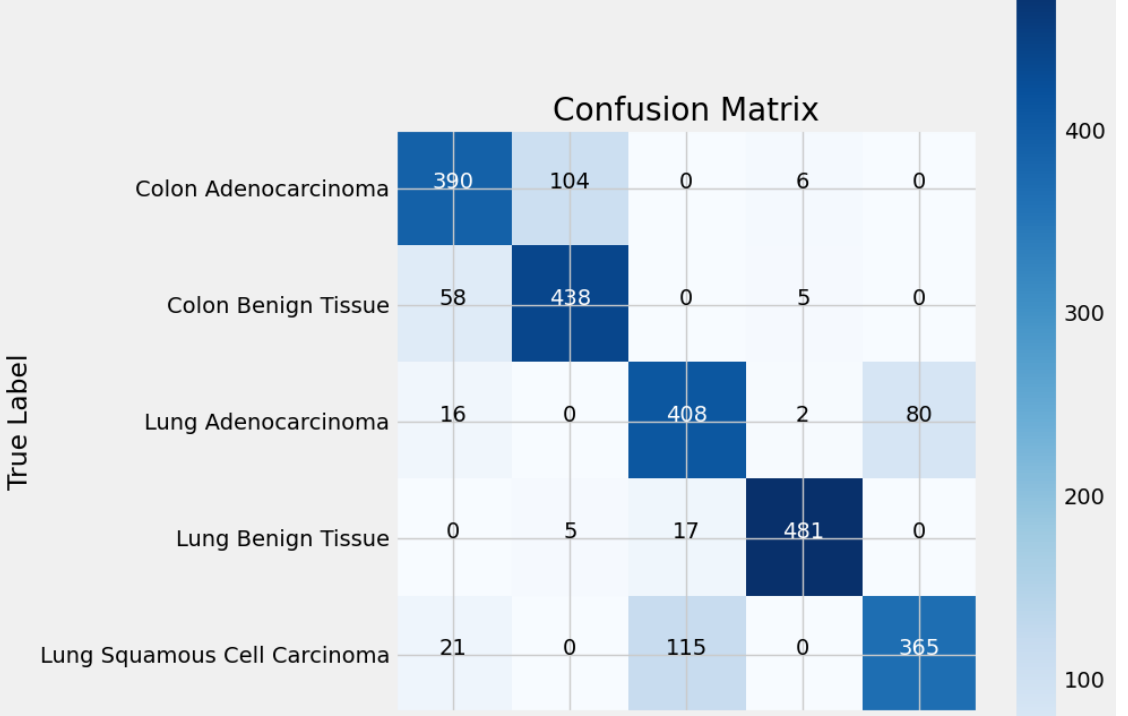 Confusion Matrix
True Label
Colon Adenocarcinoma 390 104 0 6 0
Colon Benign Tissue 58 438 0 5 0
Lung Adenocarcinoma 16 0 408 2 80
Lung Benign Tissue 0 5 17 481 0
Lung Squamous Cell Carcinoma 21 0 115 0 365
400
300
200
100